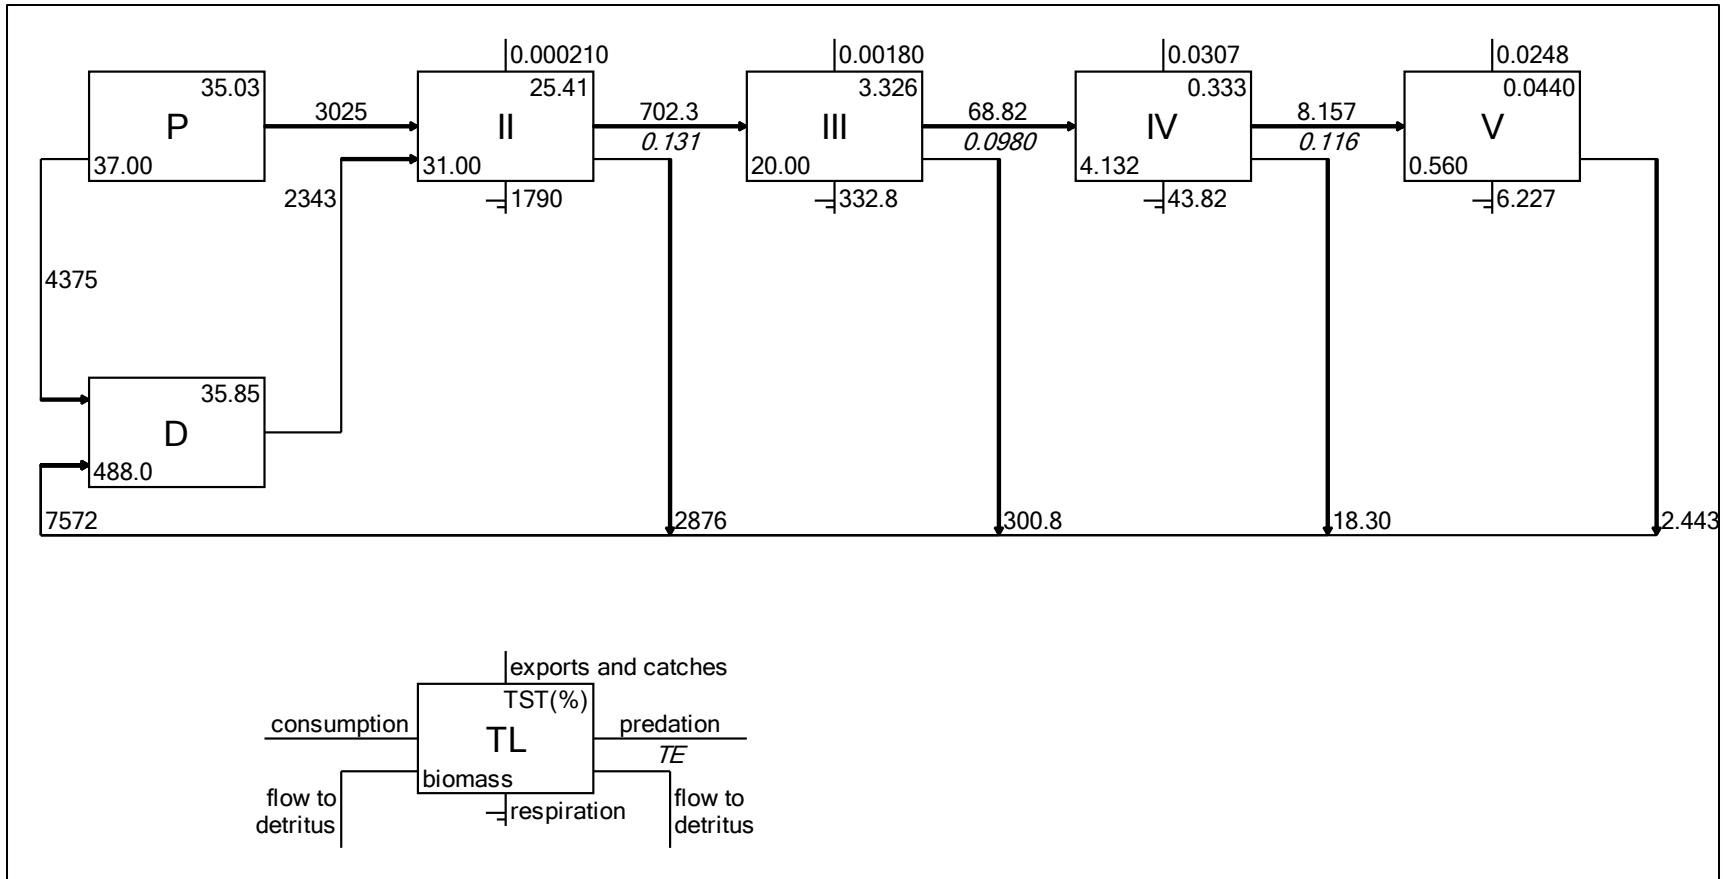 0.000210
0.00180
0.0307
0.0248
35.03
25.41
3.326
0.333
0.0440
P
3025
II
702.3
III
68.82
IV
8.157
V
0.131
0.0980
0.116
37.00
31.00
20.00
4.132
0.560
2343
1790
332.8
43.82
6.227
4375
35.85
D
488.0
7572
2876
300.8
18.30
2.443
exports and catches
TST(%)
consumption
TL
predation
TE
biomass
flow to
detritus
respiration
flow to
detritus